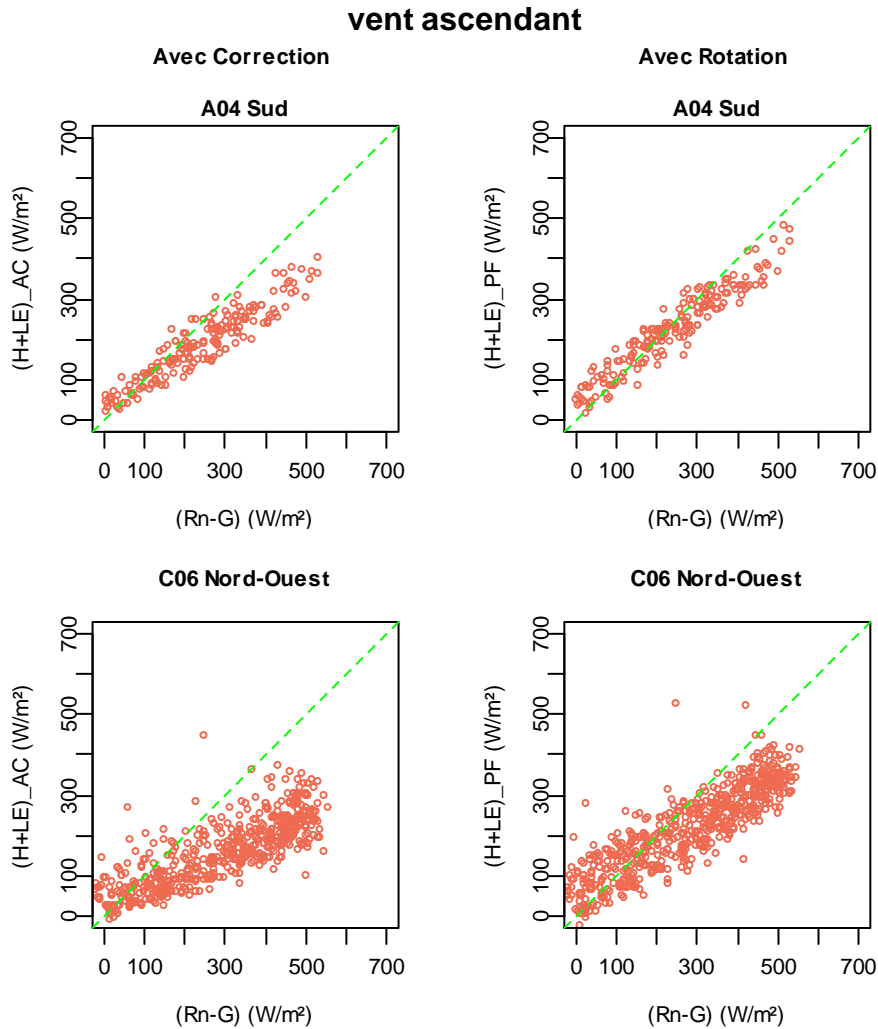 vent ascendant
Avec Correction
Avec Rotation
A04 Sud
A04 Sud
(H+LE)_AC (W/m²)
700
500
300
100
0
0 100 300 500 700
(Rn-G) (W/m²)
(H+LE)_PF (W/m²)
700
500
300
100
0
0 100 300 500 700
(Rn-G) (W/m²)
C06 Nord-Ouest
C06 Nord-Ouest
(H+LE)_AC (W/m²)
700
500
300
100
0
0 100 300 500 700
(Rn-G) (W/m²)
(H+LE)_PF (W/m²)
700
500
300
100
0
0 100 300 500 700
(Rn-G) (W/m²)